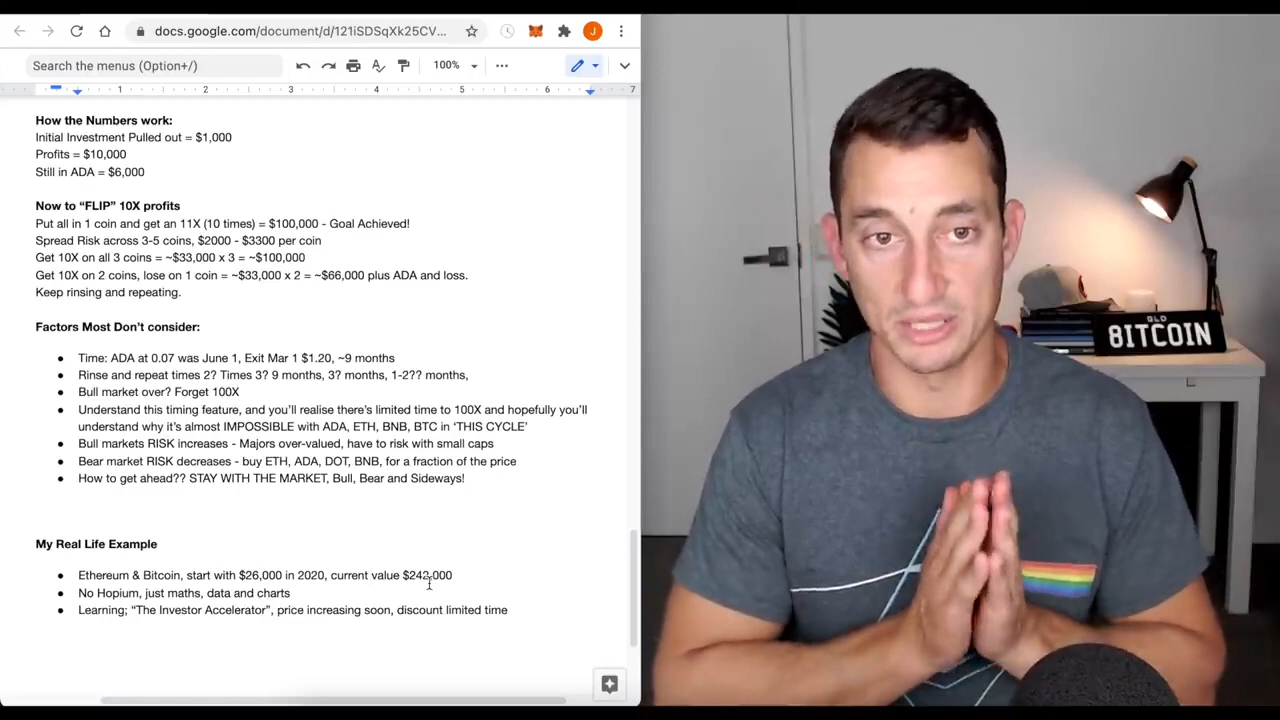 docs.google.com/document/d/121iSDSqXk25CV...
J
Search the menus (Option+/)
100%
1 2 3 4 5 6 7
How the Numbers work:
Initial Investment Pulled out = $1,000
Profits = $10,000
Still in ADA = $6,000
Now to “FLIP” 10X profits
Put all in 1 coin and get an 11X (10 times) = $100,000 - Goal Achieved!
Spread Risk across 3-5 coins, $2000 - $3300 per coin
Get 10X on all 3 coins = ~$33,000 x 3 = ~$100,000
Get 10X on 2 coins, lose on 1 coin = ~$33,000 x 2 = ~$66,000 plus ADA and loss.
Keep rinsing and repeating.
Factors Most Don’t consider:
● Time: ADA at 0.07 was June 1, Exit Mar 1 $1.20, ~9 months
● Rinse and repeat times 2? Times 3? 9 months, 3? months, 1-2?? months,
● Bull market over? Forget 100X
● Understand this timing feature, and you’ll realise there’s limited time to 100X and hopefully you’ll
understand why it’s almost IMPOSSIBLE with ADA, ETH, BNB, BTC in ‘THIS CYCLE’
● Bull markets RISK increases - Majors over-valued, have to risk with small caps
● Bear market RISK decreases - buy ETH, ADA, DOT, BNB, for a fraction of the price
● How to get ahead?? STAY WITH THE MARKET, Bull, Bear and Sideways!
My Real Life Example
● Ethereum & Bitcoin, start with $26,000 in 2020, current value $242,000
● No Hopium, just maths, data and charts
● Learning; “The Investor Accelerator”, price increasing soon, discount limited time
QLD
8ITCOIN